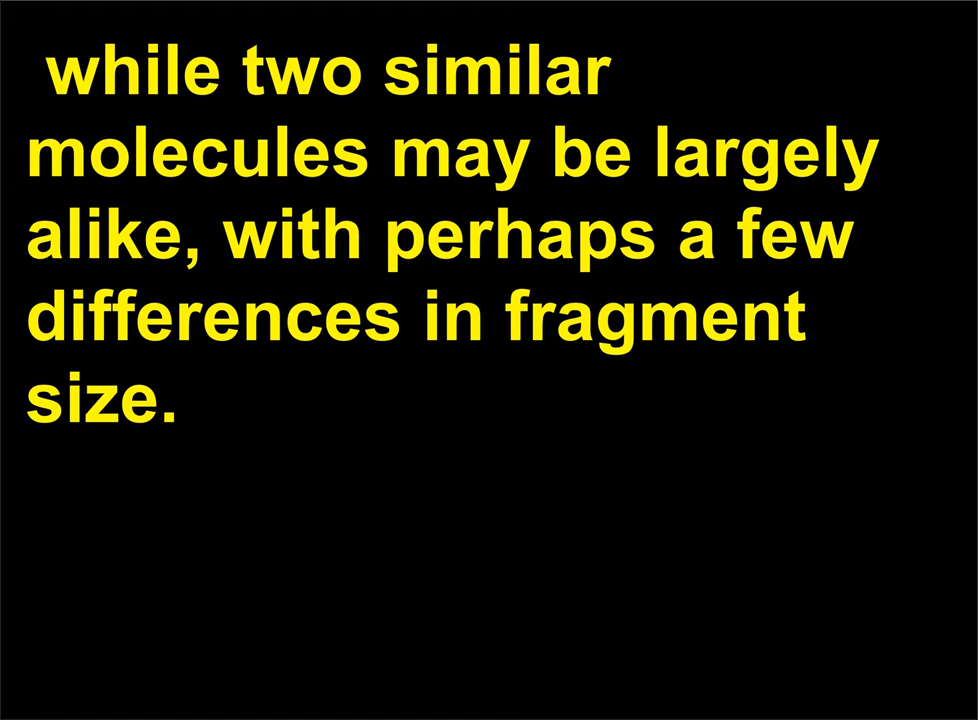 while two similar
molecules may be largely
alike, with perhaps a few
differences in fragment
size.